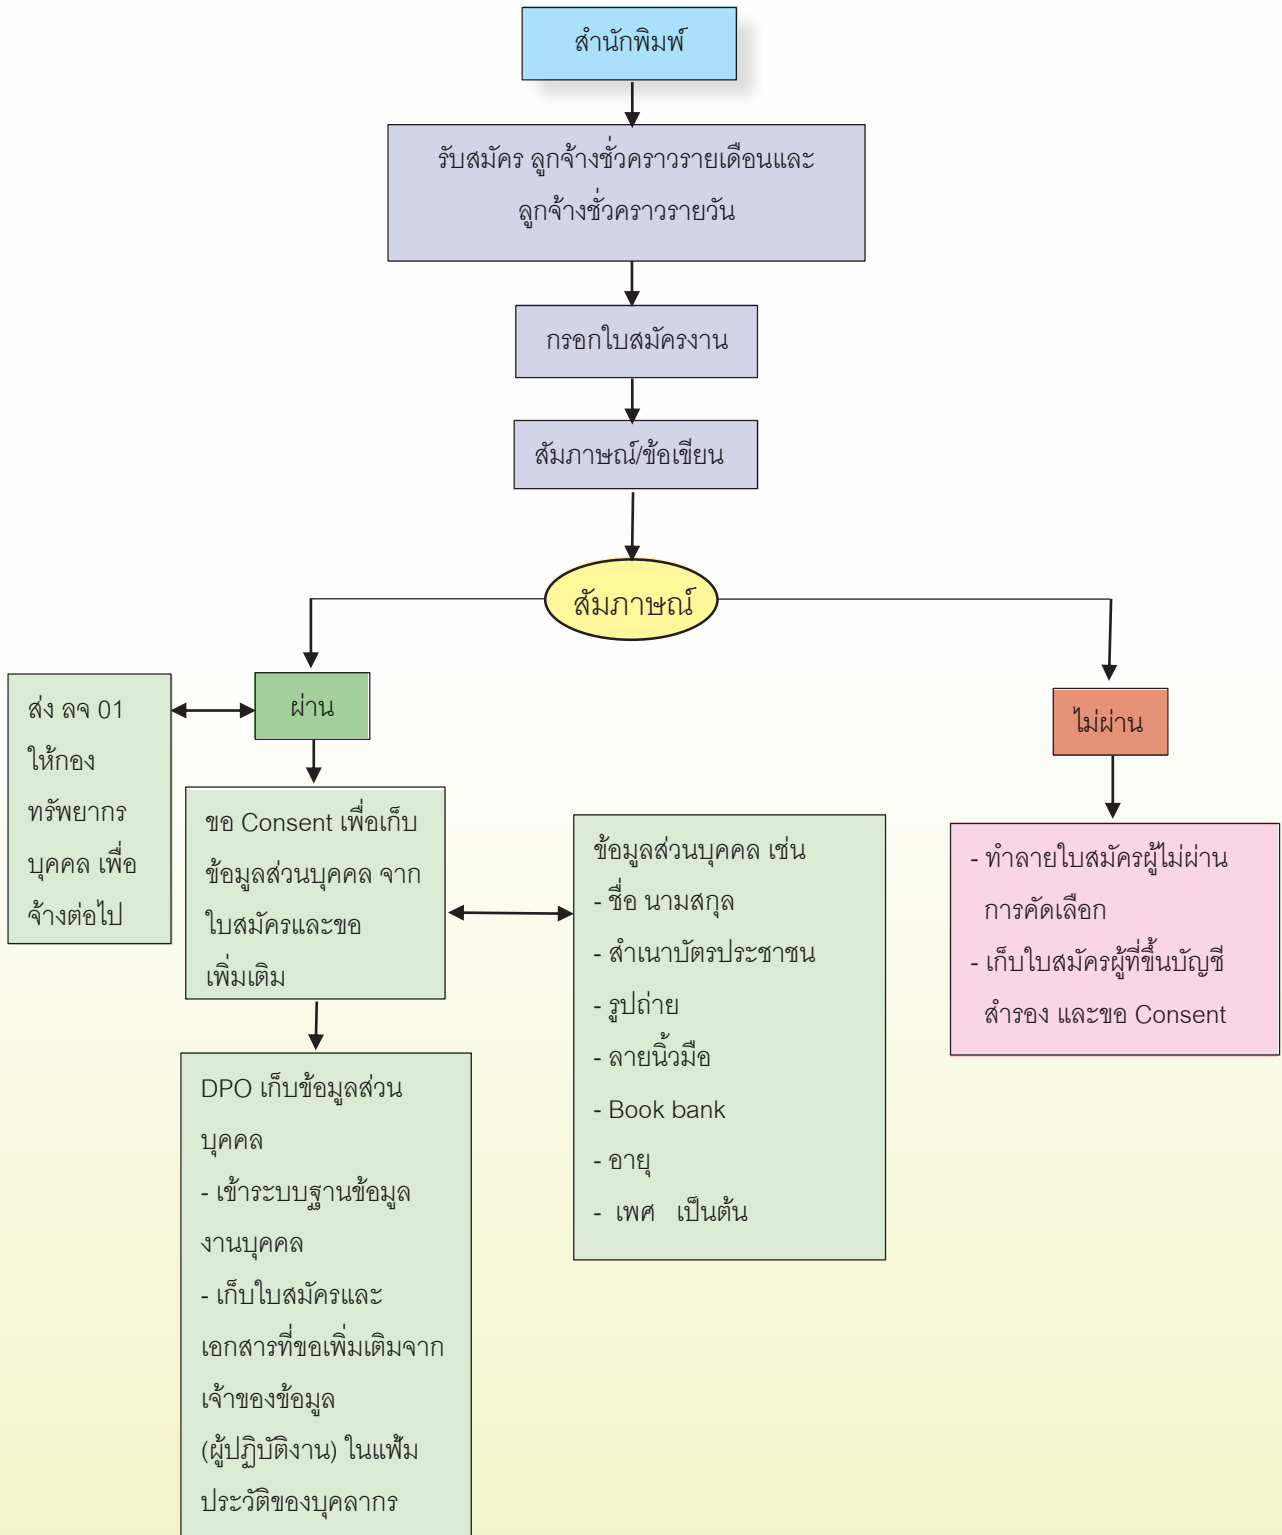 สำนักพิมพ์
รับสมัคร ลูกจ้างชั่วคราวรายเดือนและ
ลูกจ้างชั่วคราวรายวัน
กรอกใบสมัครงาน
สัมภาษณ์/ข้อเขียน
สัมภาษณ์
ส่ง ลจ 01
ให้กอง
ทรัพยากร
บุคคล เพื่อ
จ้างต่อไป
ผ่าน
ไม่ผ่าน
ขอ Consent เพื่อเก็บ
ข้อมูลส่วนบุคคล จาก
ใบสมัครและขอ
เพิ่มเติม
ข้อมูลส่วนบุคคล เช่น
- ชื่อ นามสกุล
- สำเนาบัตรประชาชน
- รูปถ่าย
- ลายนิ้วมือ
- Book bank
- อายุ
- เพศ เป็นต้น
- ทำลายใบสมัครผู้ไม่ผ่าน
การคัดเลือก
- เก็บใบสมัครผู้ที่ขึ้นบัญชี
สำรอง และขอ Consent
DPO เก็บข้อมูลส่วน
บุคคล
- เข้าระบบฐานข้อมูล
งานบุคคล
- เก็บใบสมัครและ
เอกสารที่ขอเพิ่มเติมจาก
เจ้าของข้อมูล
(ผู้ปฏิบัติงาน) ในแฟ้ม
ประวัติของบุคลากร